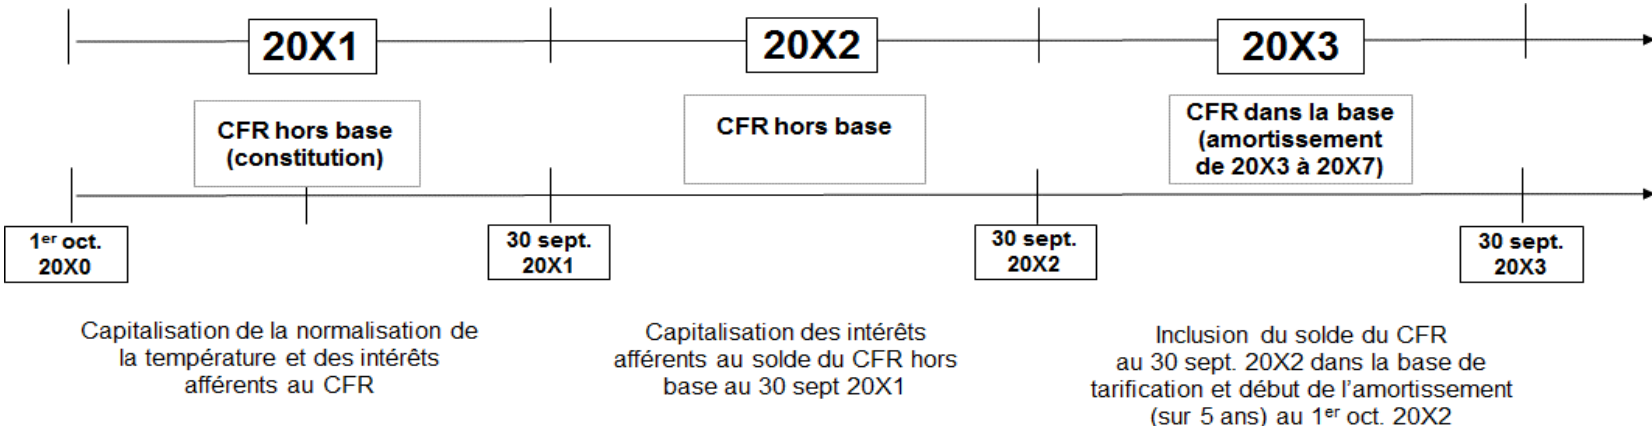 20X1
20X2
20X3
CFR hors base
(constitution)
CFR hors base
CFR dans la base
(amortissement
de 20X3 à 20X7)
1er oct.
20X0
30 sept.
20X1
30 sept.
20X2
30 sept.
20X3
Capitalisation de la normalisation de
la température et des intérêts
afférents au CFR
Capitalisation des intérêts
afférents au solde du CFR hors
base au 30 sept 20X1
Inclusion du solde du CFR
au 30 sept. 20X2 dans la base de
tarification et début de l'amortissement
(sur 5 ans) au 1er oct. 20X2